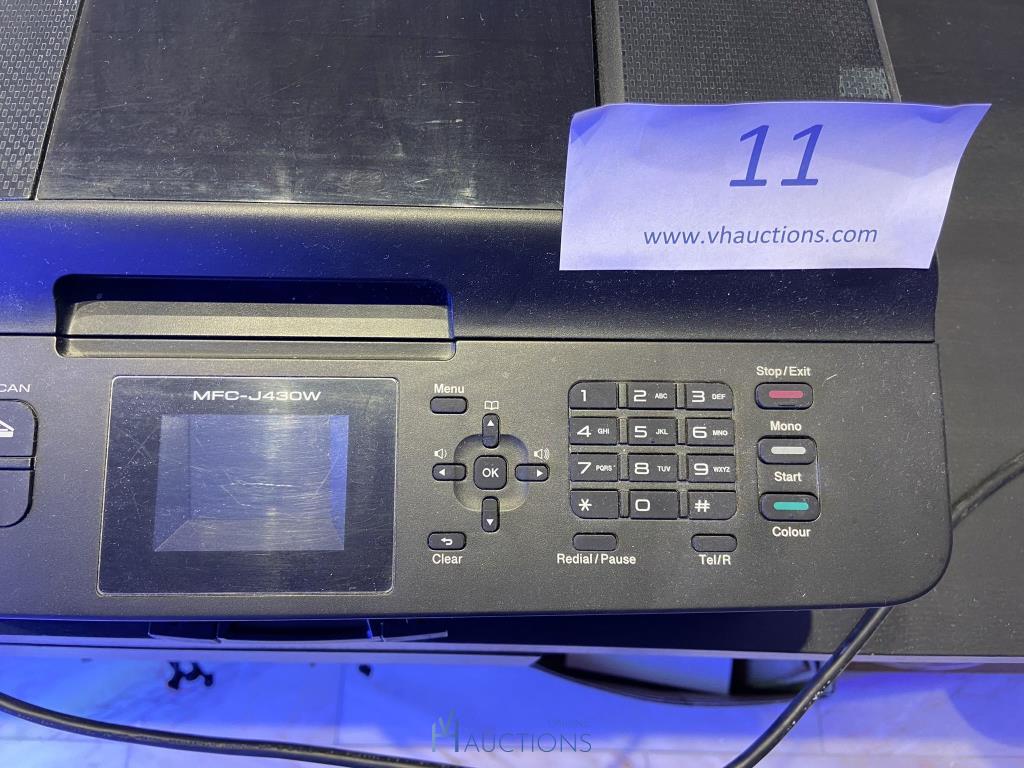 11
www.vhauctions.com
CAN
MFC-J430W
Menu
OK
Clear
1
2 ABC
3 DEF
4 GHI
5 JKL
6 MNO
7 PQRS
8 TUV
9 WXYZ
*
0
#
Redial/Pause
Tel/R
Stop/Exit
Mono
Start
Colour
AUCTIONS